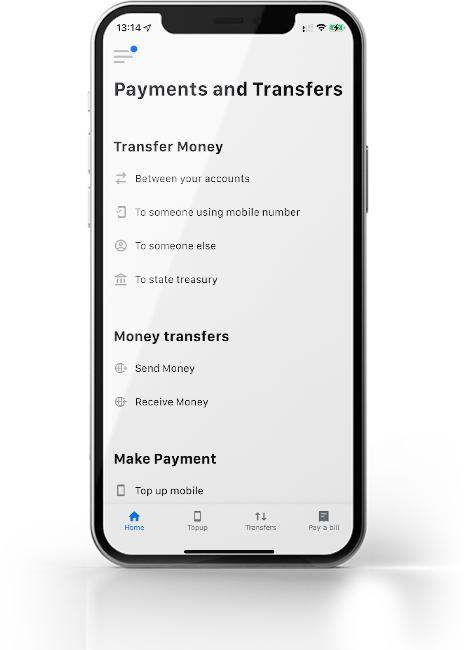 13:14
Payments and Transfers
Transfer Money
Between your accounts
To someone using mobile number
To someone else
To state treasury
Money transfers
Send Money
Receive Money
Make Payment
Top up mobile
Home
Topup
Transfers
Pay a bill